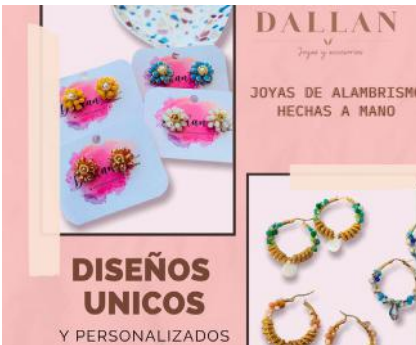 DALLAN
Joyas y accesorios
JOYAS DE ALAMBRISMO
HECHAS A MANO
DISEÑOS
UNICOS
Y PERSONALIZADOS